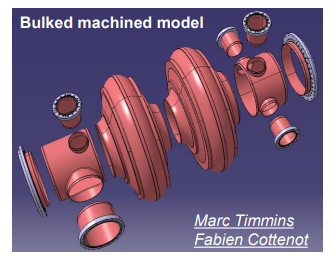 Bulked machined model
Marc Timmins
Fabien Cottenot